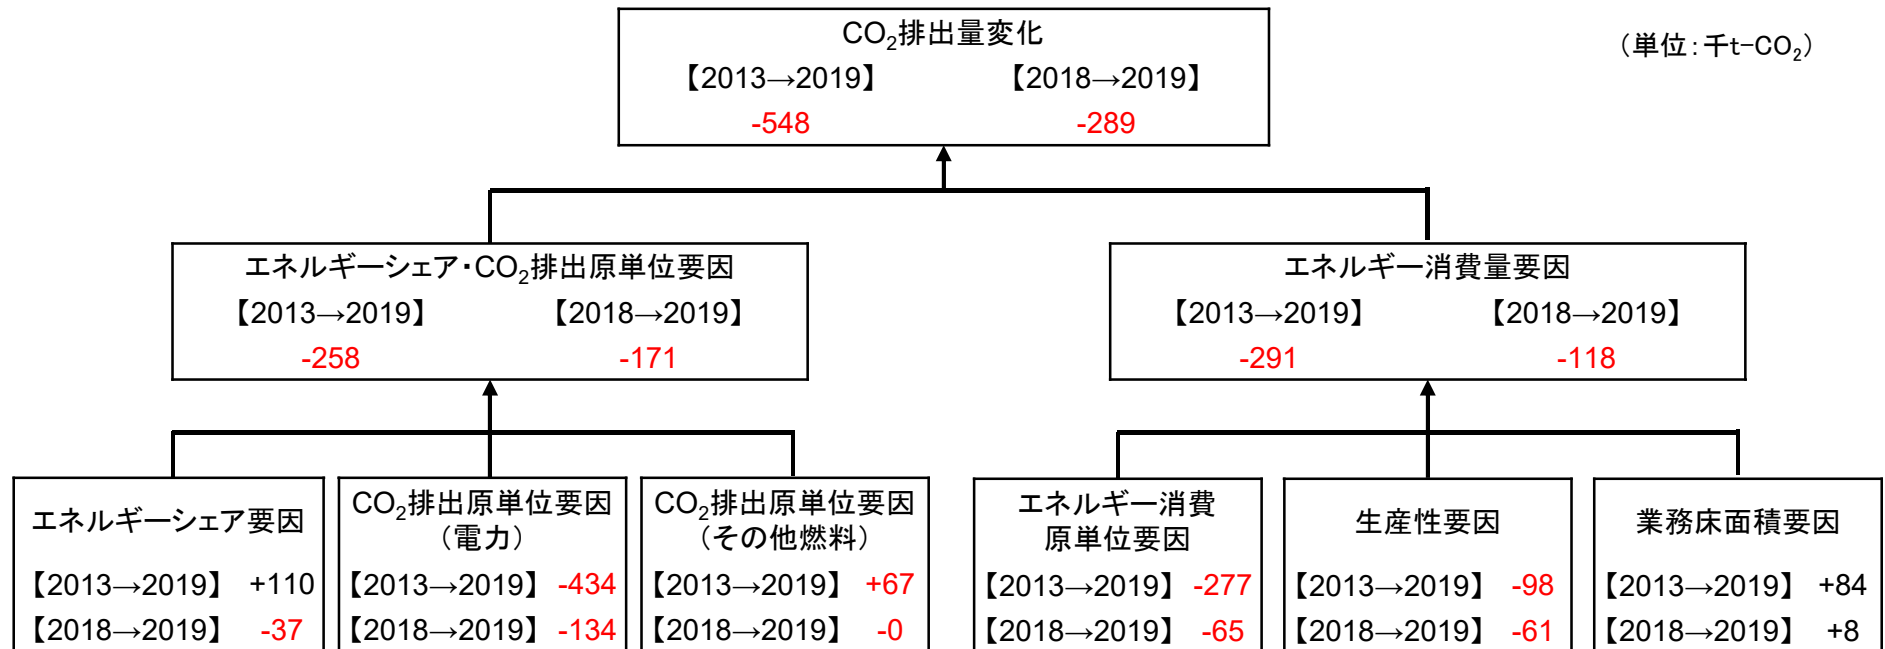 CO₂排出量変化
【2013→2019】 【2018→2019】
-548 -289
（単位：千t-CO₂）
エネルギーシェア・CO₂排出原単位要因
【2013→2019】 【2018→2019】
-258 -171
エネルギー消費量要因
【2013→2019】 【2018→2019】
-291 -118
エネルギーシェア要因
【2013→2019】 +110
【2018→2019】 -37
CO₂排出原単位要因
（電力）
【2013→2019】 -434
【2018→2019】 -134
CO₂排出原単位要因
（その他燃料）
【2013→2019】 +67
【2018→2019】 -0
エネルギー消費
原単位要因
【2013→2019】 -277
【2018→2019】 -65
生産性要因
【2013→2019】 -98
【2018→2019】 -61
業務床面積要因
【2013→2019】 +84
【2018→2019】 +8